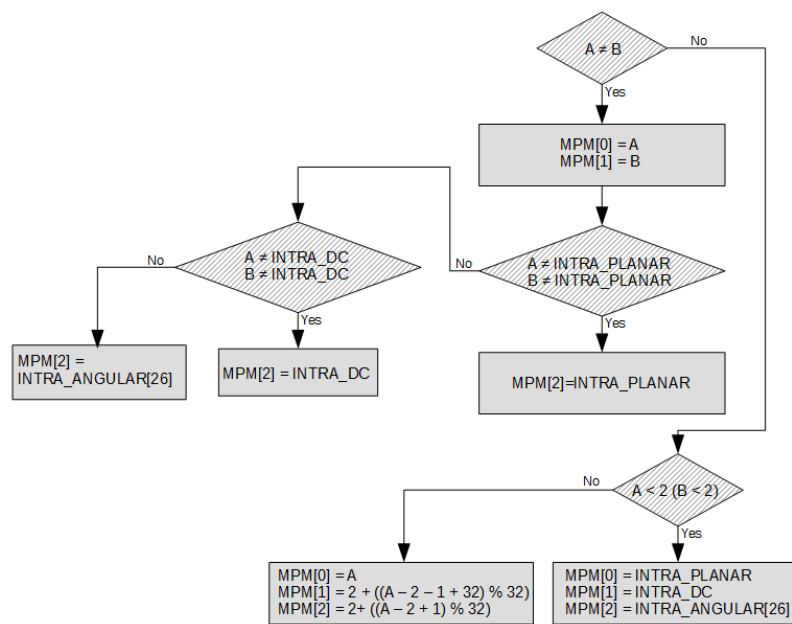 A ≠ B
No
Yes
MPM[0] = A
MPM[1] = B
A ≠ INTRA_DC
B ≠ INTRA_DC
No
Yes
A ≠ INTRA_PLANAR
B ≠ INTRA_PLANAR
No
Yes
MPM[2] =
INTRA_ANGULAR[26]
MPM[2] = INTRA_DC
MPM[2]=INTRA_PLANAR
A < 2 (B < 2)
No
Yes
MPM[0] = A
MPM[1] = 2 + ((A – 2 – 1 + 32) % 32)
MPM[2] = 2+ ((A – 2 + 1) % 32)
MPM[0] = INTRA_PLANAR
MPM[1] = INTRA_DC
MPM[2] = INTRA_ANGULAR[26]